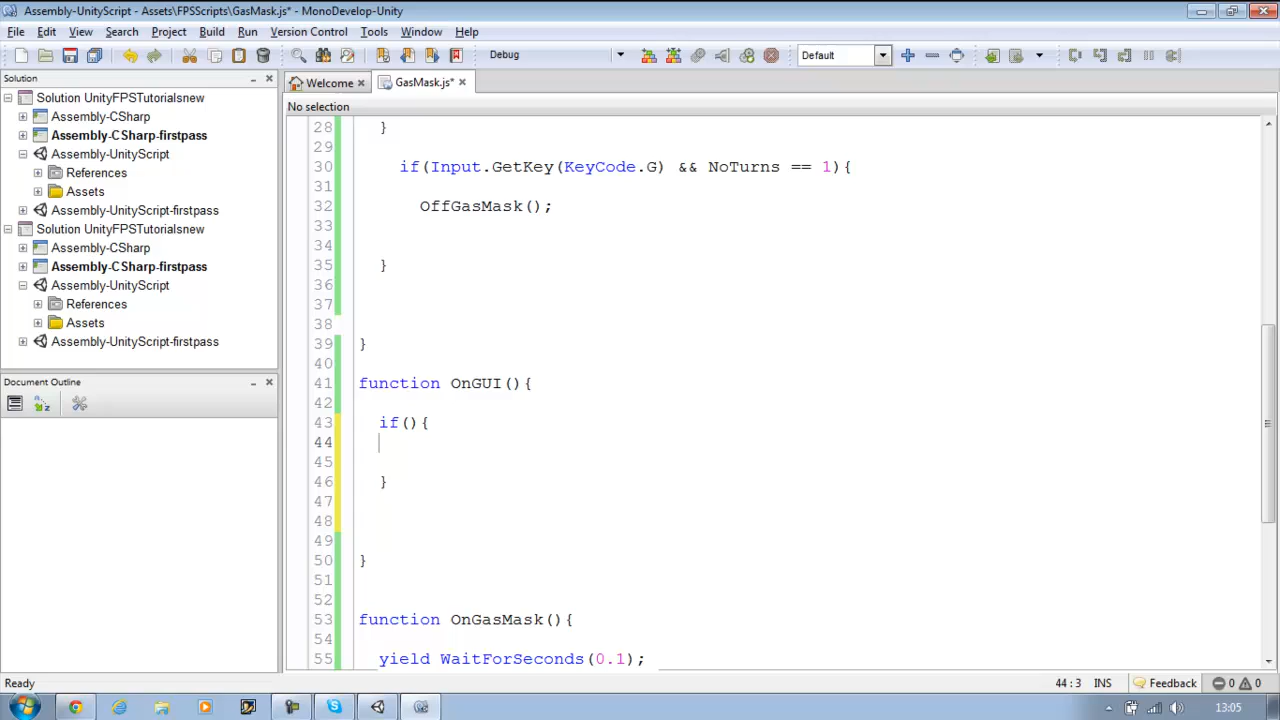 Assembly-UnityScript - Assets\FPSScripts\GasMask.js* - MonoDevelop-Unity
File Edit View Search Project Build Run Version Control Tools Window Help
Debug Default
Solution
Welcome GasMask.js*
Solution UnityFPSTutorialsnew
No selection
Assembly-CSharp
Assembly-CSharp-firstpass
Assembly-UnityScript
References
Assets
Assembly-UnityScript-firstpass
Solution UnityFPSTutorialsnew
Assembly-CSharp
Assembly-CSharp-firstpass
Assembly-UnityScript
References
Assets
Assembly-UnityScript-firstpass
Document Outline
28 }
29
30 if(Input.GetKey(KeyCode.G) && NoTurns == 1){
31
32 OffGasMask();
33
34
35 }
36
37
38
39 }
40
41 function OnGUI(){
42
43 if(){
44
45
46 }
47
48
49
50 }
51
52
53 function OnGasMask(){
54
55 yield WaitForSeconds(0.1);
Ready 44 : 3 INS Feedback 0 0
13:05